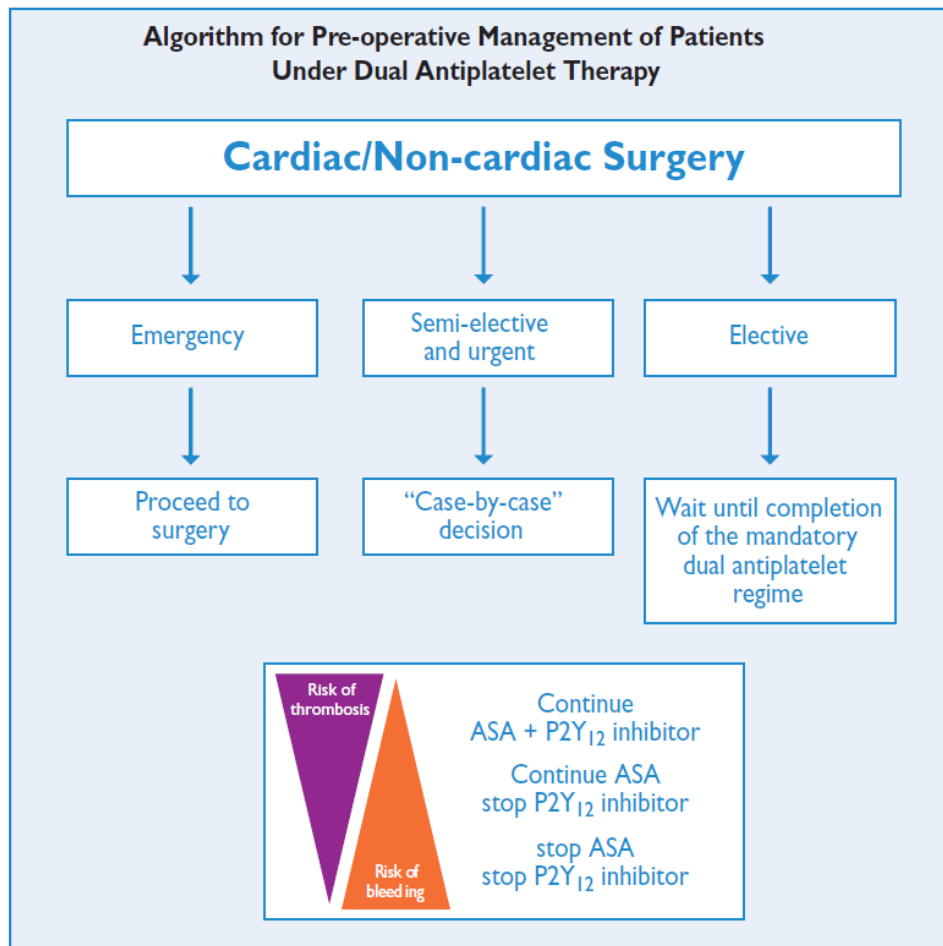 Algorithm for Pre-operative Management of Patients
Under Dual Antiplatelet Therapy
Cardiac/Non-cardiac Surgery
Emergency
Semi-elective
and urgent
Elective
Proceed to
surgery
“Case-by-case”
decision
Wait until completion
of the mandatory
dual antiplatelet
regime
Risk of
thrombosis
Risk of
bleeding
Continue
ASA + P2Y₁₂ inhibitor
Continue ASA
stop P2Y₁₂ inhibitor
stop ASA
stop P2Y₁₂ inhibitor